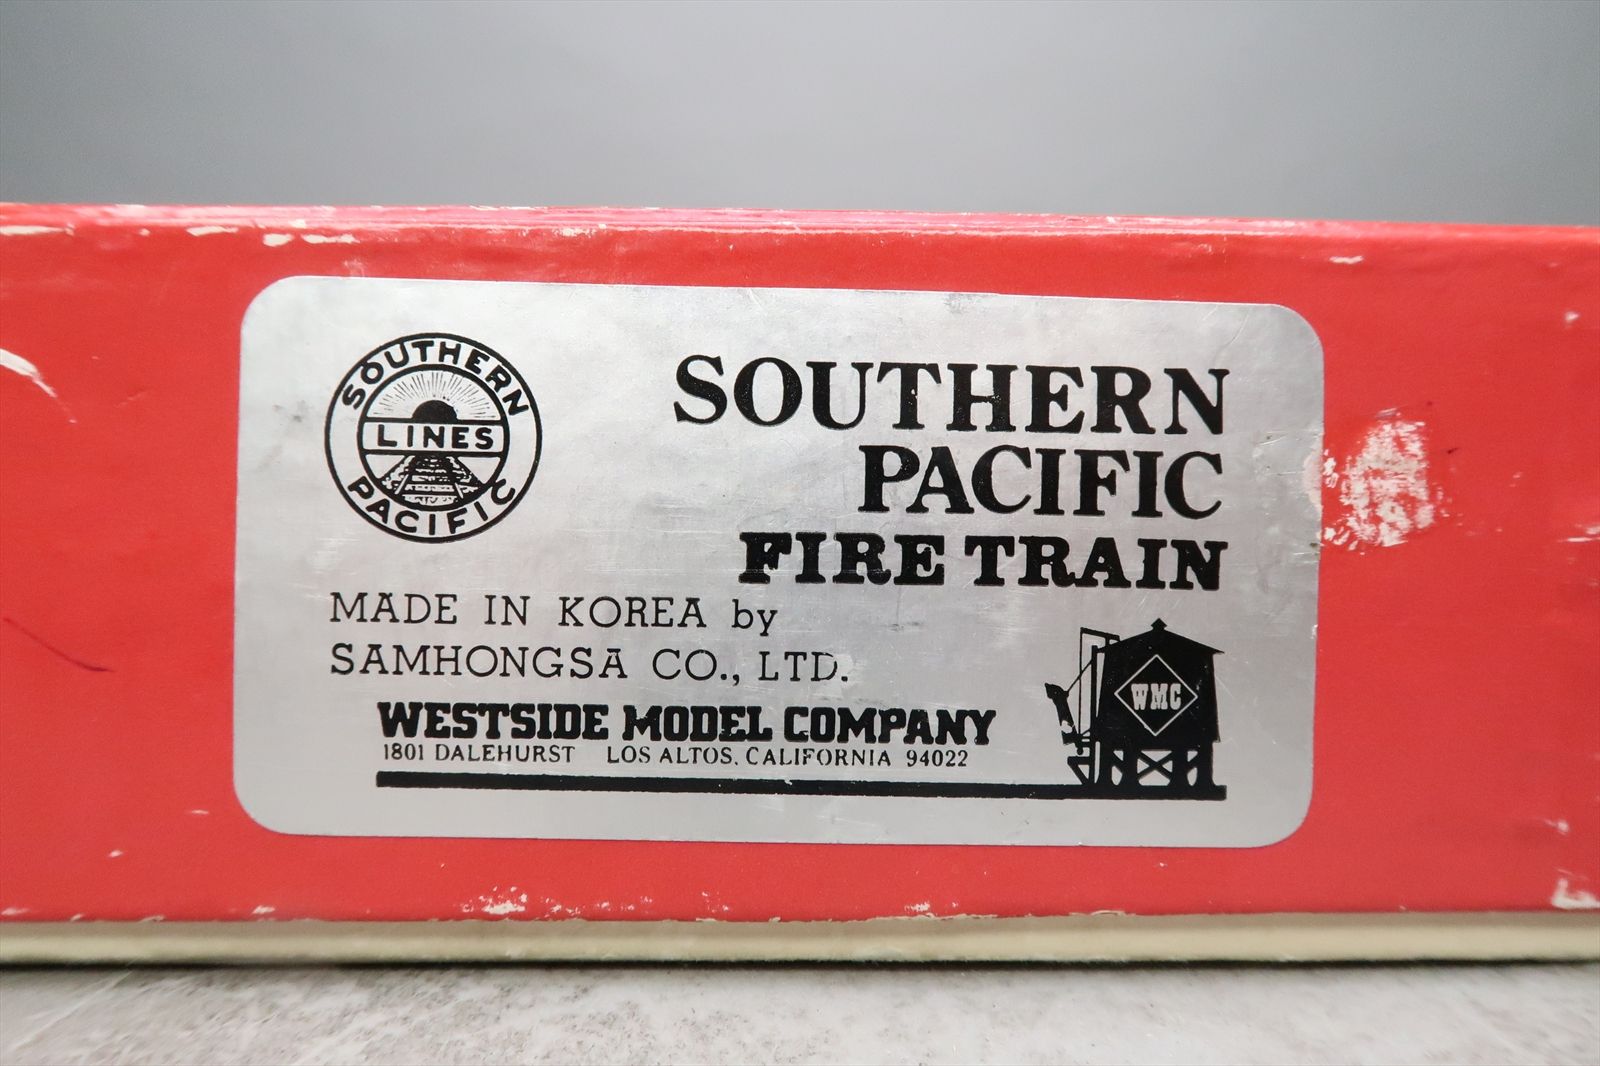 SOUTHERN
LINES
PACIFIC
SOUTHERN
PACIFIC
FIRE TRAIN
MADE IN KOREA by
SAMHONGSA CO., LTD.
WESTSIDE MODEL COMPANY
1801 DALEHURST LOS ALTOS, CALIFORNIA 94022
WMC